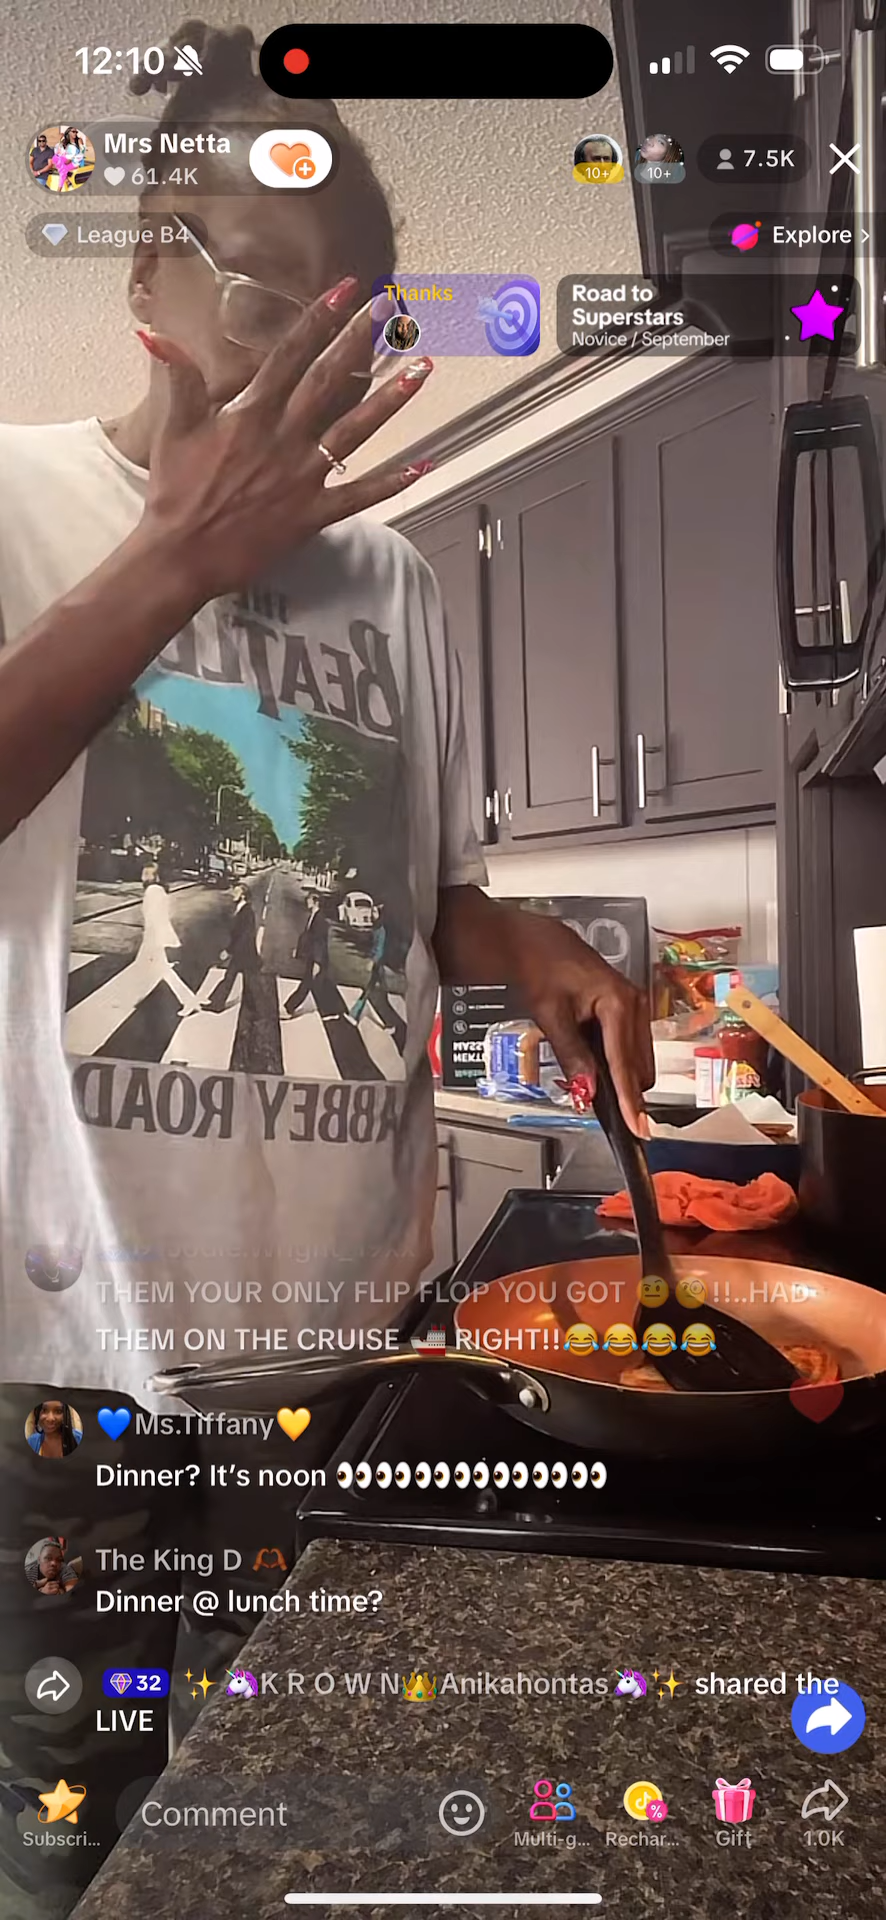 12:10
Mrs Netta
61.4K
10+
10+
7.5K
League B4
Explore >
Thanks
Road to
Superstars
Novice / September
THE
BEATLES
ABBEY ROAD
THEM YOUR ONLY FLIP FLOP YOU GOT 🤨🧐!!..HAD
THEM ON THE CRUISE 🚢 RIGHT!!😂😂😂😂
💙Ms.Tiffany💛
Dinner? It's noon 👀👀👀👀👀👀👀👀👀👀👀👀👀👀
The King D 🫶🏾
Dinner @ lunch time?
32 ✨🦄K R O W N👑Anikahontas🦄✨ shared the
LIVE
Comment
Subscri...
Multi-g...
Rechar...
Gift
1.0K